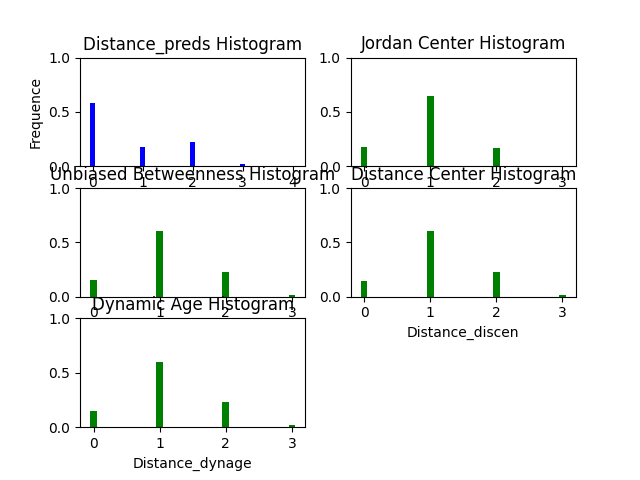 Distance_preds Histogram
Jordan Center Histogram
1.0
0.5
0.0
Frequence
0 1 2 3 4
1.0
0.5
0.0
0 1 2 3
Unbiased Betweenness Histogram
Distance Center Histogram
1.0
0.5
0.0
0 1 2 3
1.0
0.5
0.0
0 1 2 3
Distance_discen
Dynamic Age Histogram
1.0
0.5
0.0
0 1 2 3
Distance_dynage